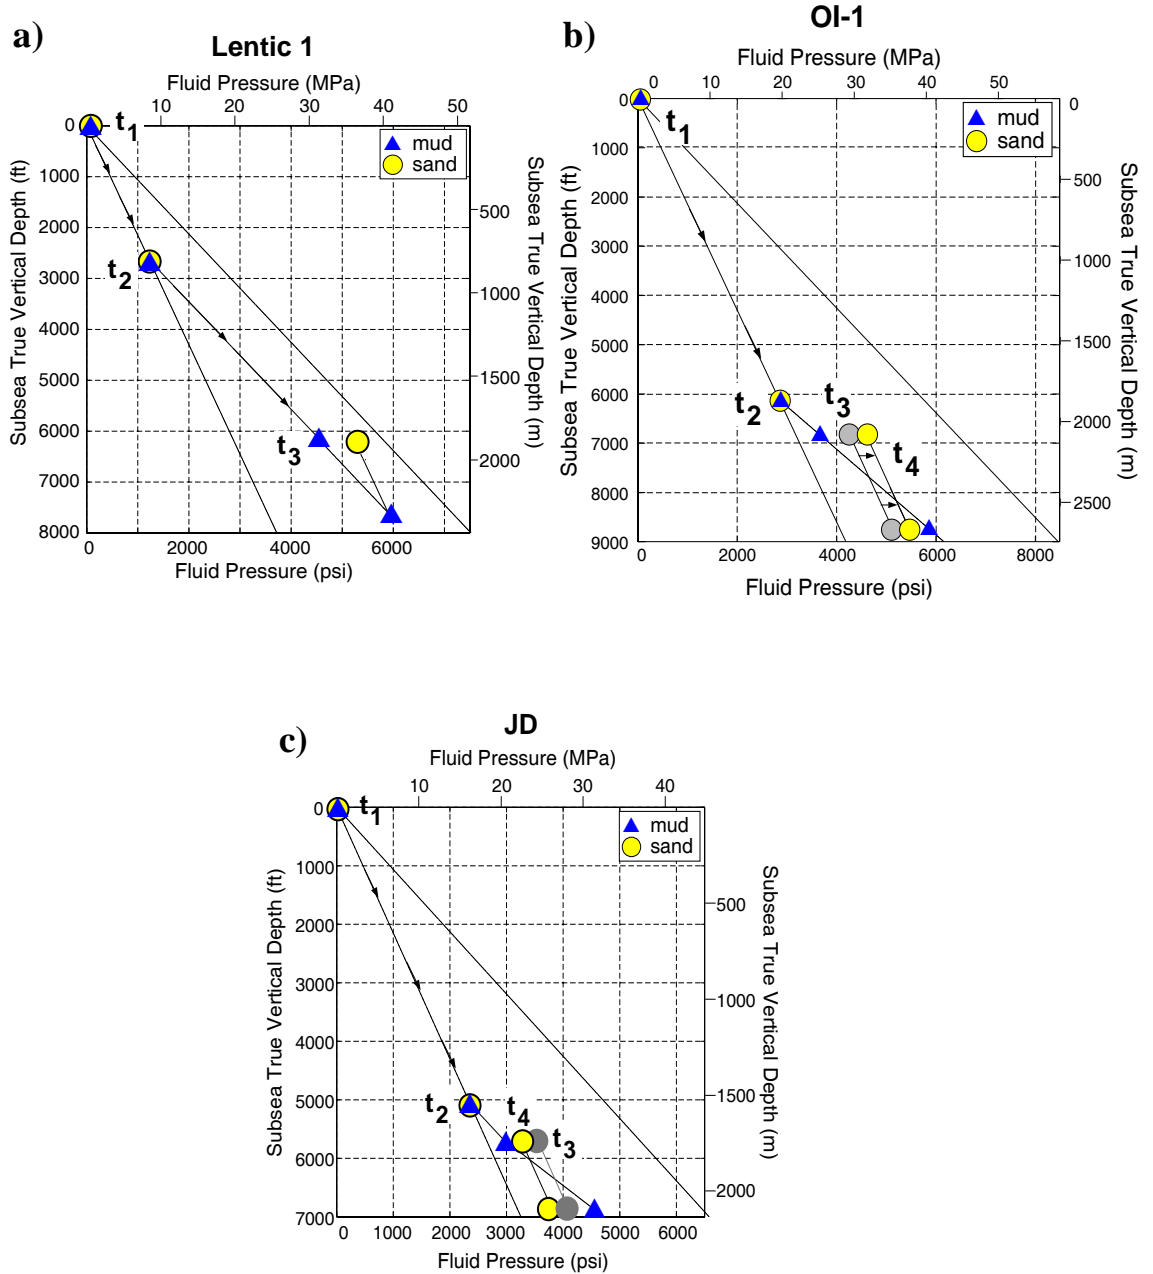 a)
Lentic 1
Fluid Pressure (MPa)
10 20 30 40 50
t1
mud
sand
0
1000
2000
3000
4000
5000
6000
7000
8000
Subsea True Vertical Depth (ft)
t2
t3
500
1000
1500
2000
Subsea True Vertical Depth (m)
0 2000 4000 6000
Fluid Pressure (psi)
b)
OI-1
Fluid Pressure (MPa)
0 10 20 30 40 50
t1
mud
sand
0
1000
2000
3000
4000
5000
6000
7000
8000
9000
Subsea True Vertical Depth (ft)
t2
t3
t4
0
500
1000
1500
2000
2500
Subsea True Vertical Depth (m)
0 2000 4000 6000 8000
Fluid Pressure (psi)
c)
JD
Fluid Pressure (MPa)
10 20 30 40
t1
mud
sand
0
1000
2000
3000
4000
5000
6000
7000
Subsea True Vertical Depth (ft)
t2
t4
t3
500
1000
1500
2000
Subsea True Vertical Depth (m)
0 1000 2000 3000 4000 5000 6000
Fluid Pressure (psi)